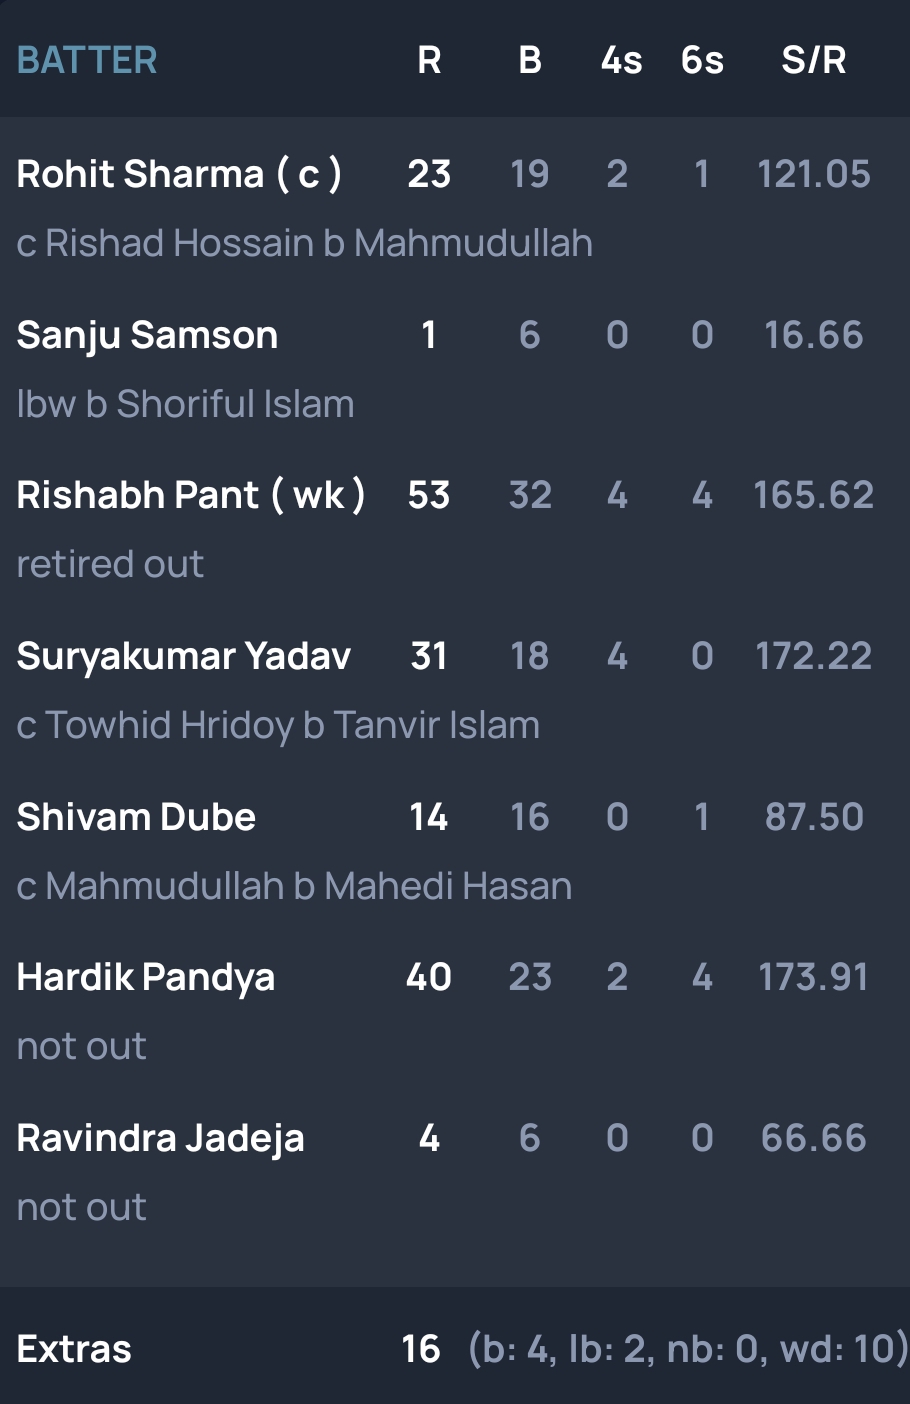 BATTER R B 4s 6s S/R
Rohit Sharma ( c ) 23 19 2 1 121.05
c Rishad Hossain b Mahmudullah
Sanju Samson 1 6 0 0 16.66
lbw b Shoriful Islam
Rishabh Pant ( wk ) 53 32 4 4 165.62
retired out
Suryakumar Yadav 31 18 4 0 172.22
c Towhid Hridoy b Tanvir Islam
Shivam Dube 14 16 0 1 87.50
c Mahmudullah b Mahedi Hasan
Hardik Pandya 40 23 2 4 173.91
not out
Ravindra Jadeja 4 6 0 0 66.66
not out
Extras 16 (b: 4, lb: 2, nb: 0, wd: 10)